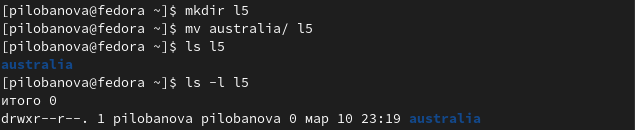 [pilobanova@fedora ~]$ mkdir l5
[pilobanova@fedora ~]$ mv australia/ l5
[pilobanova@fedora ~]$ ls l5
australia
[pilobanova@fedora ~]$ ls -l l5
итого 0
drwxr--r--. 1 pilobanova pilobanova 0 мар 10 23:19 australia